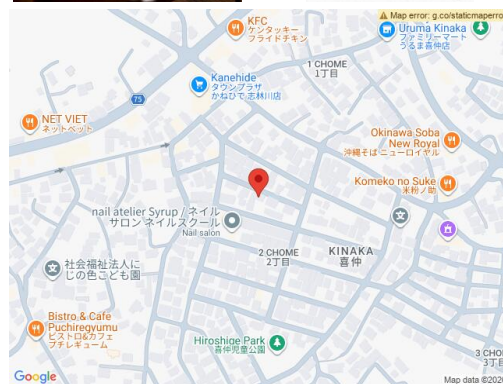 KFC
ケンタッキー
フライドチキン
Map error: g.co/staticmaperro
Uruma Kinaka
ファミリーマート
うるま喜仲店
1 CHOME
1丁目
Kanehide
タウンプラザ
かねひで 志林川店
75
NET VIET
ネットベット
Okinawa Soba
New Royal
沖縄そば ニューロイヤル
Komeko no Suke
米粉ノ助
nail atelier Syrup / ネイル
サロン ネイルスクール
Nail salon
2 CHOME
2丁目
KINAKA
喜仲
社会福祉法人に
じの色こども園
Bistro & Cafe
Puchiregyumu
ビストロ&カフェ
プチレギューム
Hiroshige Park
喜仲児童公園
3 CHO
3丁目
Google
Map data ©202